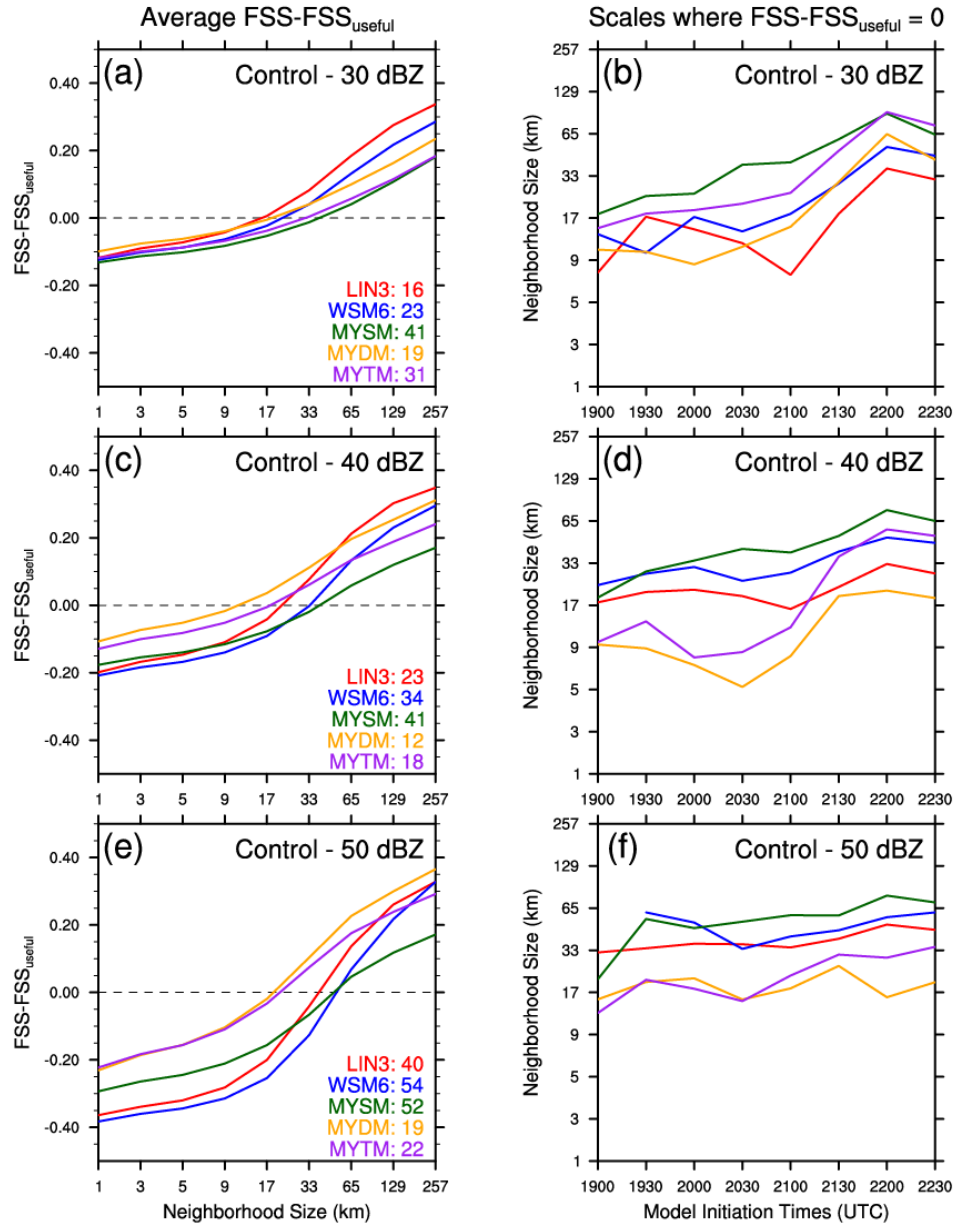 Average FSS-FSSuseful
Scales where FSS-FSSuseful = 0
(a) Control - 30 dBZ
0.40
0.20
0.00
-0.20
-0.40
FSS-FSSuseful
LIN3: 16
WSM6: 23
MYSM: 41
MYDM: 19
MYTM: 31
1 3 5 9 17 33 65 129 257
(b) Control - 30 dBZ
257
129
65
33
17
9
5
3
1
Neighborhood Size (km)
1900 1930 2000 2030 2100 2130 2200 2230
(c) Control - 40 dBZ
0.40
0.20
0.00
-0.20
-0.40
FSS-FSSuseful
LIN3: 23
WSM6: 34
MYSM: 41
MYDM: 12
MYTM: 18
1 3 5 9 17 33 65 129 257
(d) Control - 40 dBZ
257
129
65
33
17
9
5
3
1
Neighborhood Size (km)
1900 1930 2000 2030 2100 2130 2200 2230
(e) Control - 50 dBZ
0.40
0.20
0.00
-0.20
-0.40
FSS-FSSuseful
LIN3: 40
WSM6: 54
MYSM: 52
MYDM: 19
MYTM: 22
1 3 5 9 17 33 65 129 257
Neighborhood Size (km)
(f) Control - 50 dBZ
257
129
65
33
17
9
5
3
1
Neighborhood Size (km)
1900 1930 2000 2030 2100 2130 2200 2230
Model Initiation Times (UTC)